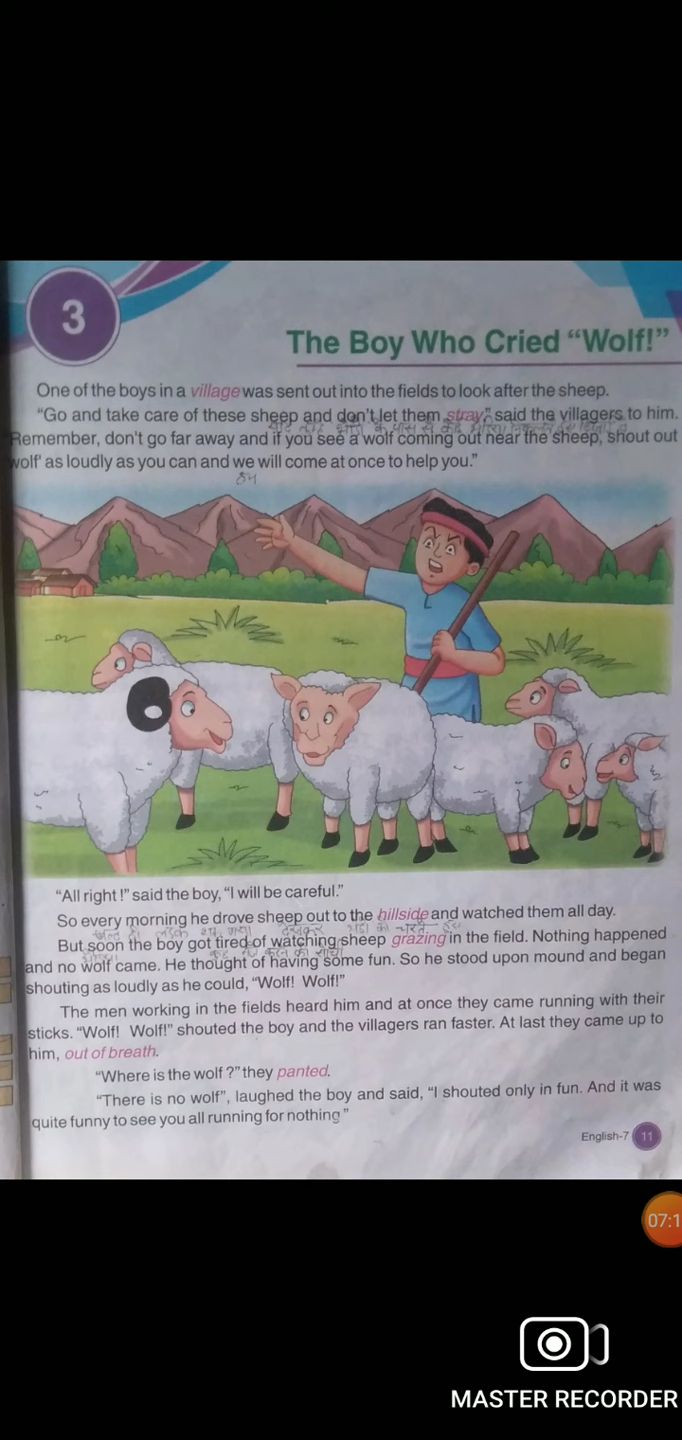 3
The Boy Who Cried “Wolf!”
One of the boys in a village was sent out into the fields to look after the sheep.
“Go and take care of these sheep and don't let them stray,” said the villagers to him.
Remember, don't go far away and if you see a wolf coming out near the sheep, shout out
wolf' as loudly as you can and we will come at once to help you.”
“All right !” said the boy, “I will be careful.”
So every morning he drove sheep out to the hillside and watched them all day.
But soon the boy got tired of watching sheep grazing in the field. Nothing happened
and no wolf came. He thought of having some fun. So he stood upon mound and began
shouting as loudly as he could, “Wolf! Wolf!”
The men working in the fields heard him and at once they came running with their
sticks. “Wolf! Wolf!” shouted the boy and the villagers ran faster. At last they came up to
him, out of breath.
“Where is the wolf ?” they panted.
“There is no wolf”, laughed the boy and said, “I shouted only in fun. And it was
quite funny to see you all running for nothing”
English-7 11
07:1
MASTER RECORDER